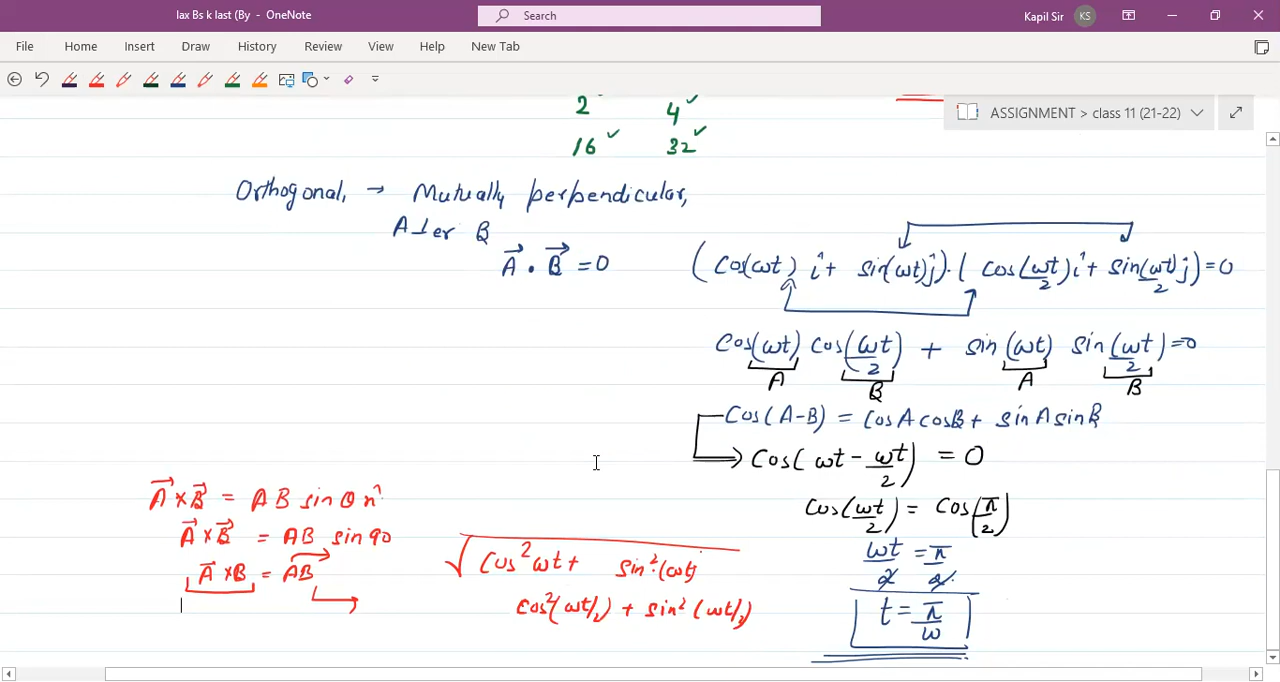 lax Bs k last (By - OneNote
Search
Kapil Sir KS
File Home Insert Draw History Review View Help New Tab
ASSIGNMENT > class 11 (21-22)
2 ✓ 4 ✓
16 ✓ 32 ✓
Orthogonal, → Mutually perpendicular,
A ⊥er B
A⃗ · B⃗ = 0
(Cos(ωt) î + sin(ωt)ĵ)·( cos(ωt/2)î + sin(ωt/2)ĵ) = 0
Cos(ωt) cos(ωt/2) + sin(ωt) sin(ωt/2) = 0
A B A B
Cos(A-B) = CosA cosB + sinA sinB
Cos(ωt - ωt/2) = 0
Cos(ωt/2) = Cos(π/2)
ωt/2 = π/2
t = π/ω
A⃗ × B⃗ = AB sin θ n̂
A⃗ × B⃗ = AB sin 90
A⃗ × B = AB
√Cos²ωt + sin²(ωt)
Cos²(ωt/2) + sin²(ωt/2)